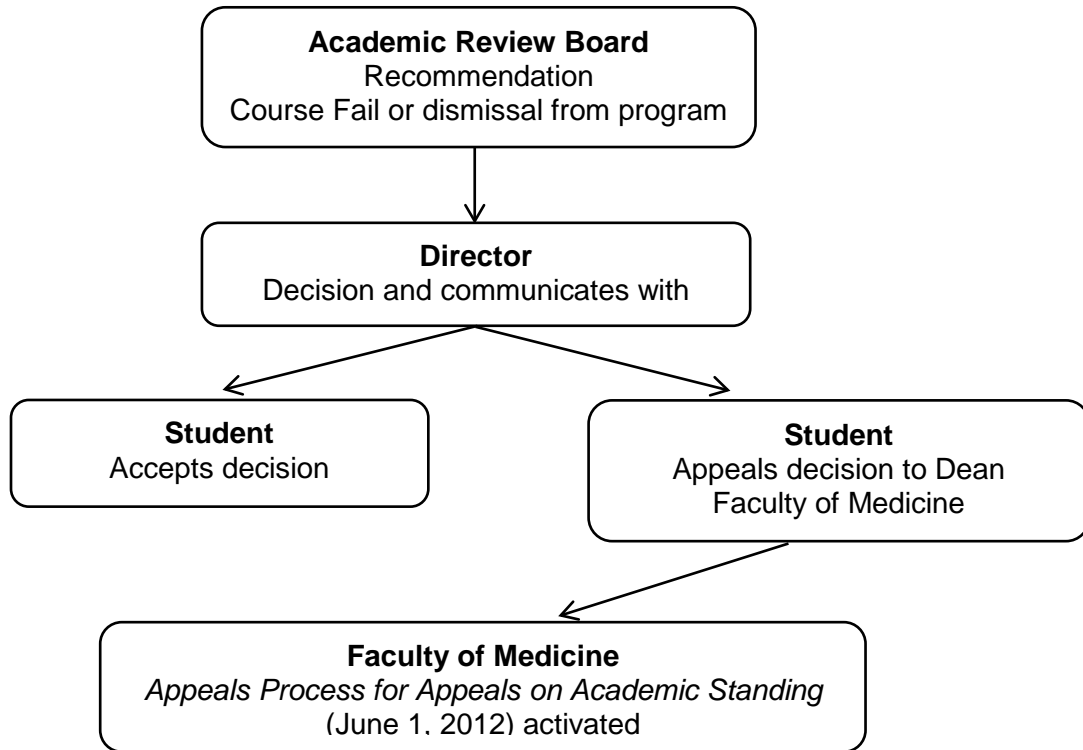 Academic Review Board
Recommendation
Course Fail or dismissal from program
Director
Decision and communicates with
Student
Accepts decision
Student
Appeals decision to Dean
Faculty of Medicine
Faculty of Medicine
Appeals Process for Appeals on Academic Standing
(June 1, 2012) activated